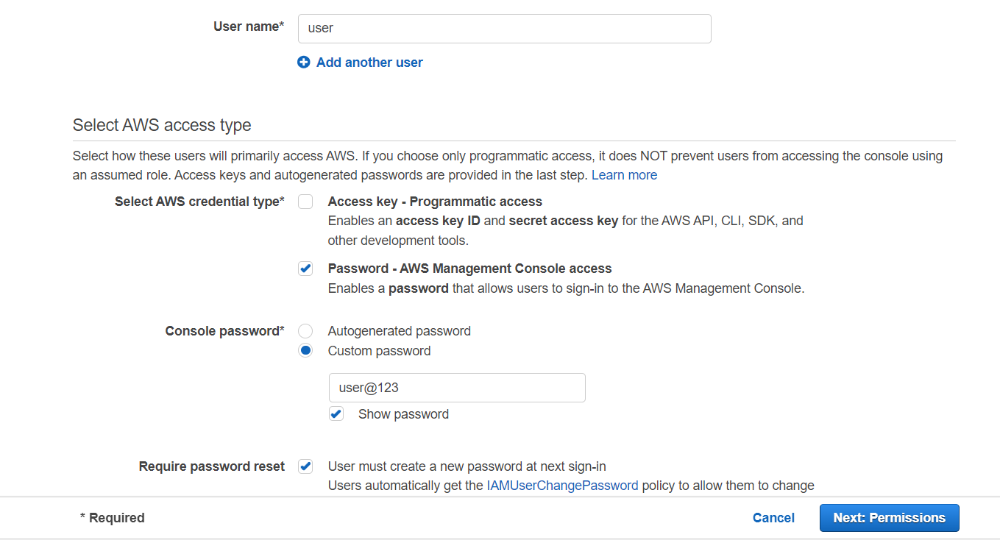 User name* user
Add another user
Select AWS access type
Select how these users will primarily access AWS. If you choose only programmatic access, it does NOT prevent users from accessing the console using
an assumed role. Access keys and autogenerated passwords are provided in the last step. Learn more
Select AWS credential type* Access key - Programmatic access
Enables an access key ID and secret access key for the AWS API, CLI, SDK, and
other development tools.
Password - AWS Management Console access
Enables a password that allows users to sign-in to the AWS Management Console.
Console password* Autogenerated password
Custom password
user@123
Show password
Require password reset User must create a new password at next sign-in
Users automatically get the IAMUserChangePassword policy to allow them to change
* Required Cancel Next: Permissions